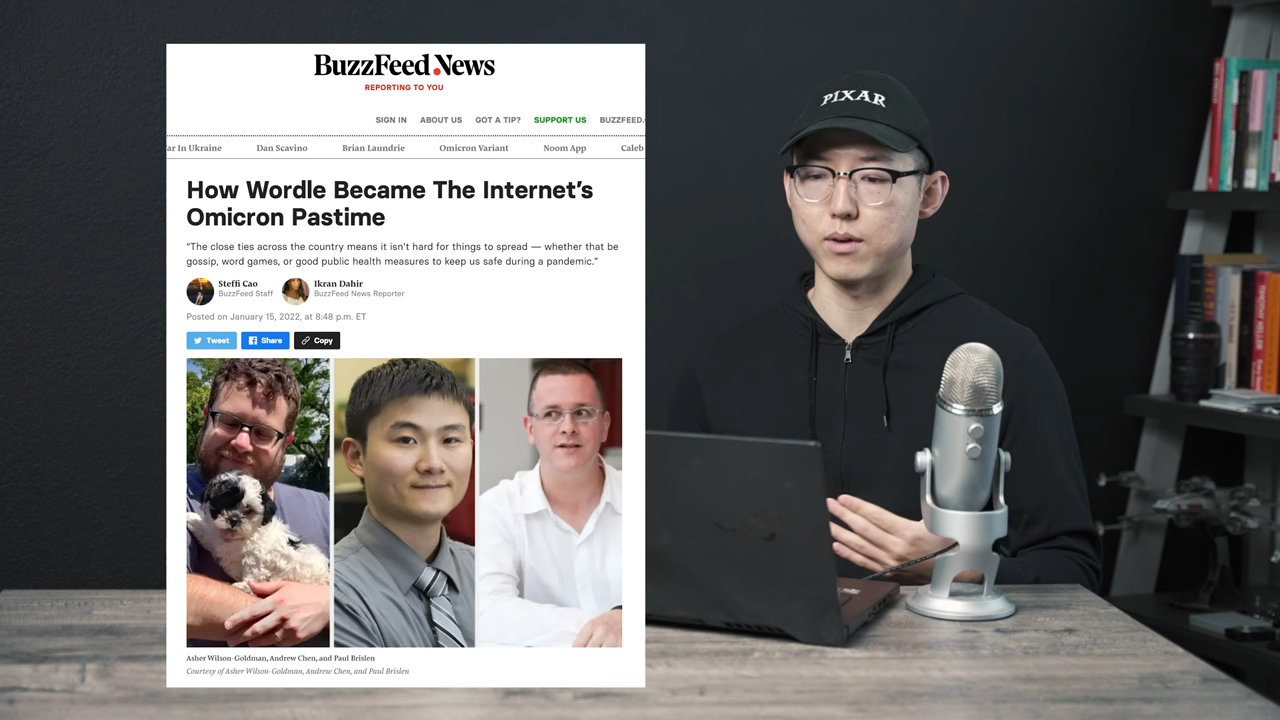 BuzzFeed News
REPORTING TO YOU
SIGN IN ABOUT US GOT A TIP? SUPPORT US BUZZFEED.
ar In Ukraine Dan Scavino Brian Laundrie Omicron Variant Noom App Caleb
How Wordle Became The Internet’s
Omicron Pastime
“The close ties across the country means it isn't hard for things to spread — whether that be
gossip, word games, or good public health measures to keep us safe during a pandemic.”
Steffi Cao Ikran Dahir
BuzzFeed Staff BuzzFeed News Reporter
Posted on January 15, 2022, at 8:48 p.m. ET
Tweet Share Copy
Asher Wilson-Goldman, Andrew Chen, and Paul Brislen
Courtesy of Asher Wilson-Goldman, Andrew Chen, and Paul Brislen
PIXAR
TIMOTHY KELLER